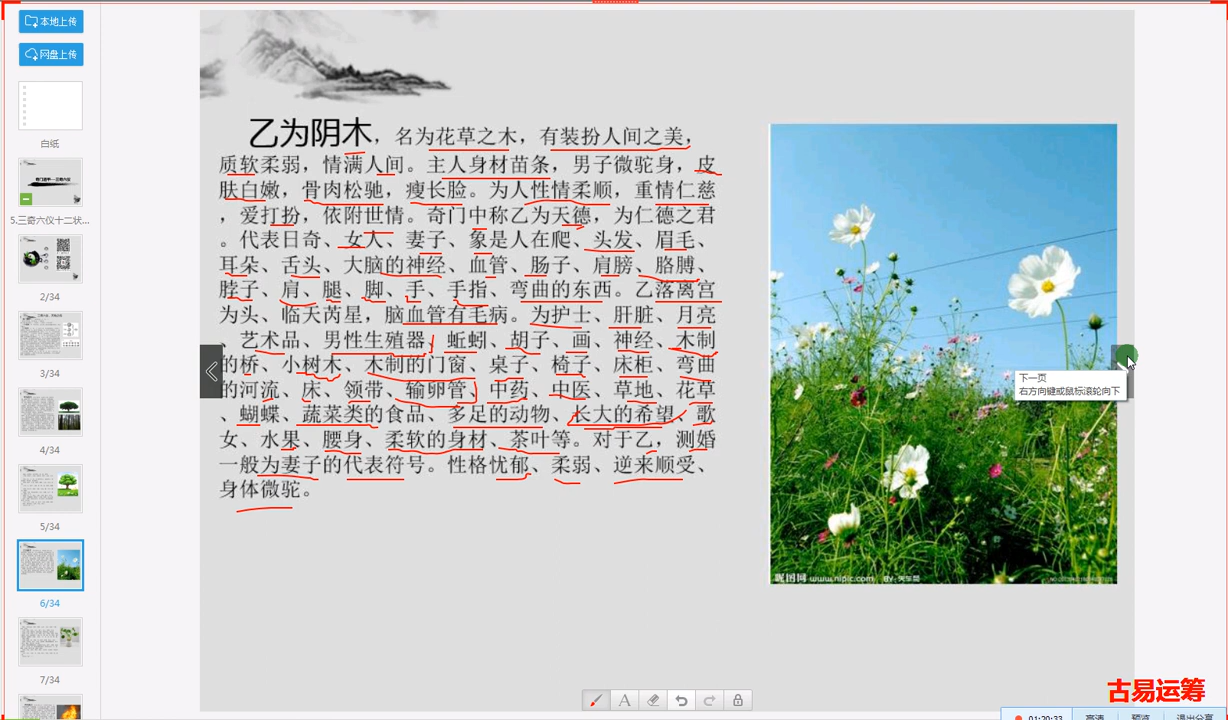 本地上传
网盘上传
白纸
5.三奇六仪十二状...
2/34
3/34
4/34
5/34
6/34
7/34
乙为阴木，名为花草之木，有装扮人间之美，
质软柔弱，情满人间。主人身材苗条，男子微驼身，皮
肤白嫩，骨肉松驰，瘦长脸。为人性情柔顺，重情仁慈
，爱打扮，依附世情。奇门中称乙为天德，为仁德之君
。代表日奇、女人、妻子、象是人在爬、头发、眉毛、
耳朵、舌头、大脑的神经、血管、肠子、肩膀、胳膊、
脖子、肩、腿、脚、手、手指、弯曲的东西。乙落离宫
为头、临天芮星，脑血管有毛病。为护士、肝脏、月亮
、艺术品、男性生殖器，蚯蚓、胡子、画、神经、木制
的桥、小树木、木制的门窗、桌子、椅子、床柜、弯曲
的河流、床、领带、输卵管、中药、中医、草地、花草
、蝴蝶、蔬菜类的食品、多足的动物、长大的希望、歌
女、水果、腰身、柔软的身材、茶叶等。对于乙，测婚
一般为妻子的代表符号。性格忧郁、柔弱、逆来顺受、
身体微驼。
下一页
右方向键或鼠标滚轮向下
昵图网 www.nipic.com
古易运筹
01:20:33
高清
预览
退出分享